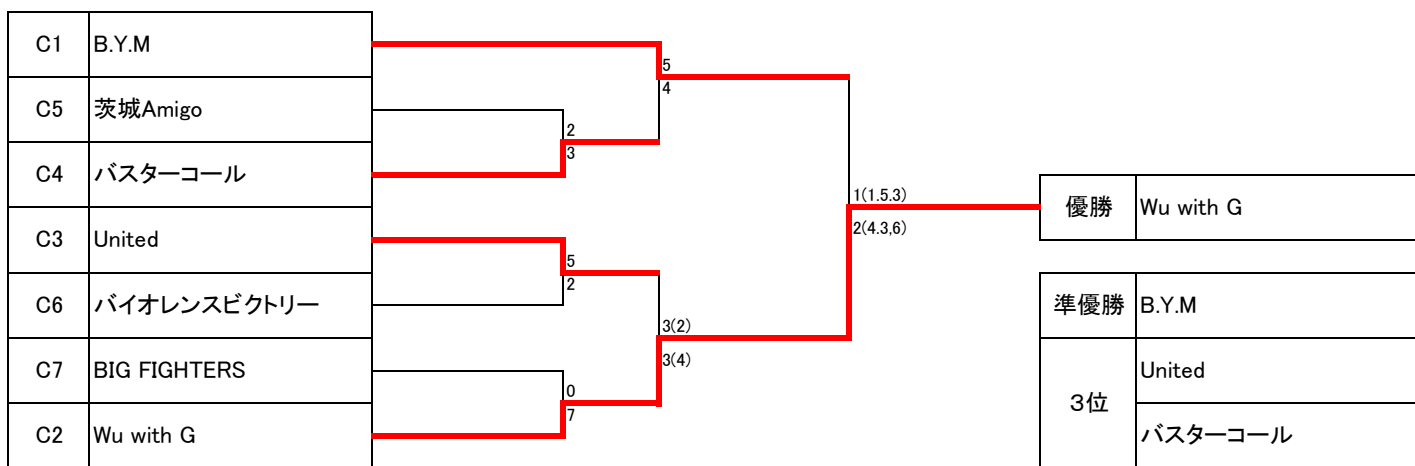 C1 B.Y.M
C5 茨城Amigo
C4 バスターコール
C3 United
C6 バイオレンスビクトリー
C7 BIG FIGHTERS
C2 Wu with G
5
4
2
3
5
2
3(2)
3(4)
0
7
1(1.5.3)
2(4.3,6)
優勝 Wu with G
準優勝 B.Y.M
3位
United
バスターコール